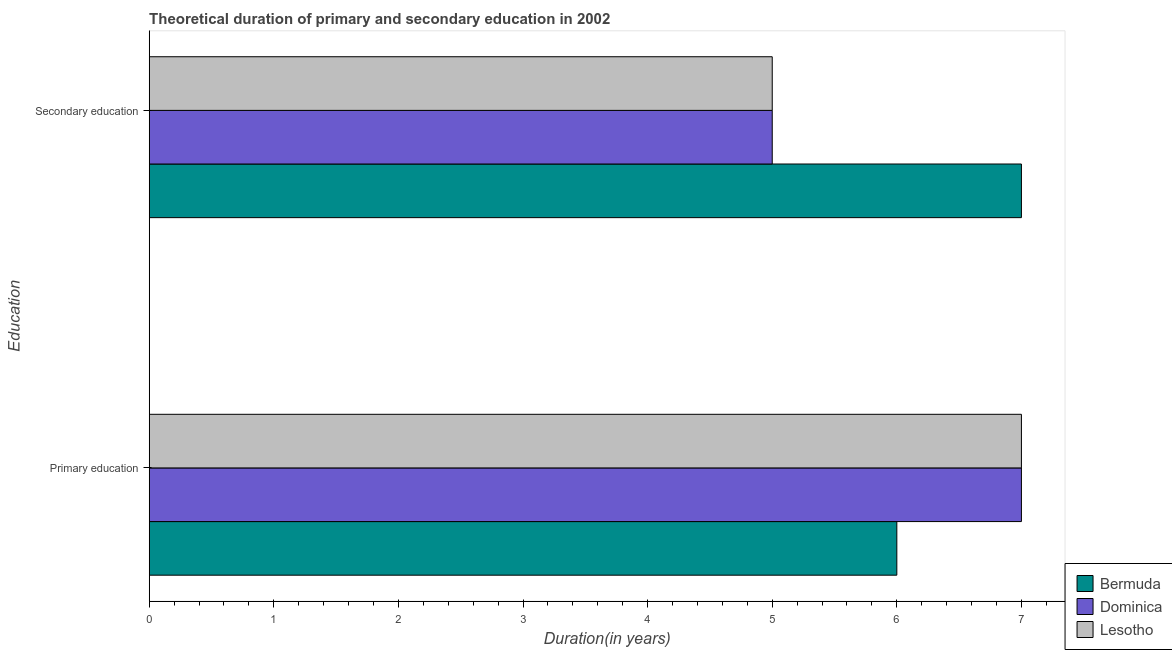 Theoretical duration of primary and secondary education in 2002
Secondary education
Education
Primary education
0 1 2 3 4 5 6 7
Duration(in years)
Bermuda
Dominica
Lesotho